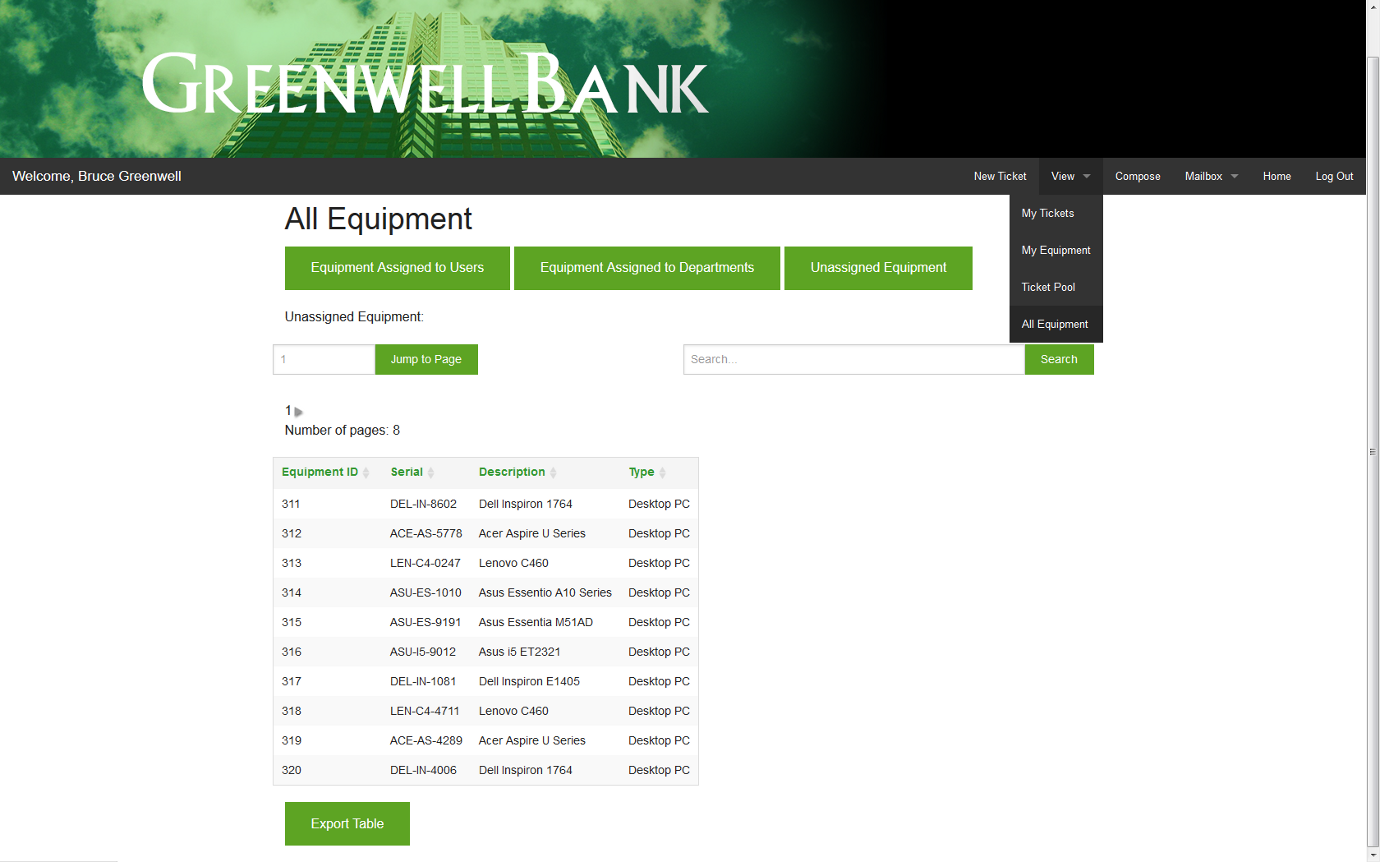 GREENWELL BANK
Welcome, Bruce Greenwell New Ticket View Compose Mailbox Home Log Out
My Tickets
My Equipment
Ticket Pool
All Equipment
All Equipment
Equipment Assigned to Users Equipment Assigned to Departments Unassigned Equipment
Unassigned Equipment:
1 Jump to Page Search... Search
1
Number of pages: 8
Equipment ID Serial Description Type
311 DEL-IN-8602 Dell Inspiron 1764 Desktop PC
312 ACE-AS-5778 Acer Aspire U Series Desktop PC
313 LEN-C4-0247 Lenovo C460 Desktop PC
314 ASU-ES-1010 Asus Essentio A10 Series Desktop PC
315 ASU-ES-9191 Asus Essentia M51AD Desktop PC
316 ASU-I5-9012 Asus i5 ET2321 Desktop PC
317 DEL-IN-1081 Dell Inspiron E1405 Desktop PC
318 LEN-C4-4711 Lenovo C460 Desktop PC
319 ACE-AS-4289 Acer Aspire U Series Desktop PC
320 DEL-IN-4006 Dell Inspiron 1764 Desktop PC
Export Table